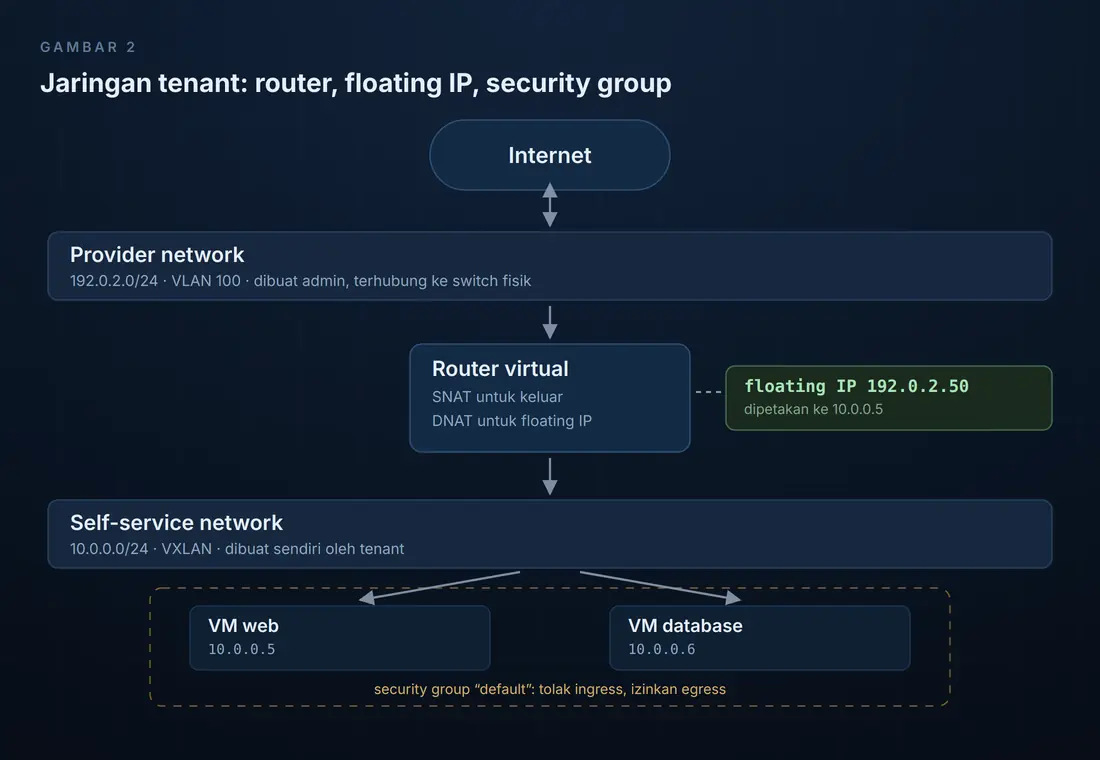 GAMBAR 2
Jaringan tenant: router, floating IP, security group
Internet
Provider network
192.0.2.0/24 · VLAN 100 · dibuat admin, terhubung ke switch fisik
Router virtual
SNAT untuk keluar
DNAT untuk floating IP
floating IP 192.0.2.50
dipetakan ke 10.0.0.5
Self-service network
10.0.0.0/24 · VXLAN · dibuat sendiri oleh tenant
VM web
10.0.0.5
VM database
10.0.0.6
security group “default”: tolak ingress, izinkan egress